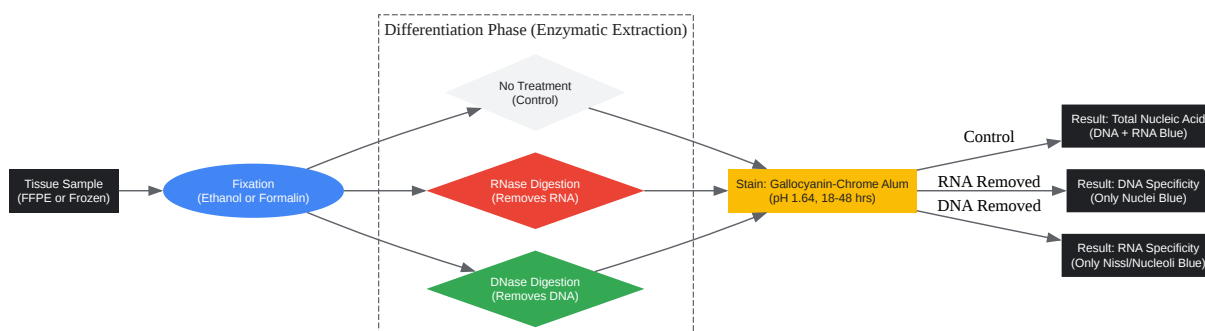 Differentiation Phase (Enzymatic Extraction)
Tissue Sample
(FFPE or Frozen)
Fixation
(Ethanol or Formalin)
No Treatment
(Control)
RNase Digestion
(Removes RNA)
DNase Digestion
(Removes DNA)
Stain: Gallocyanin-Chrome Alum
(pH 1.64, 18-48 hrs)
Control
RNA Removed
DNA Removed
Result: Total Nucleic Acid
(DNA + RNA Blue)
Result: DNA Specificity
(Only Nuclei Blue)
Result: RNA Specificity
(Only Nissl/Nucleoli Blue)